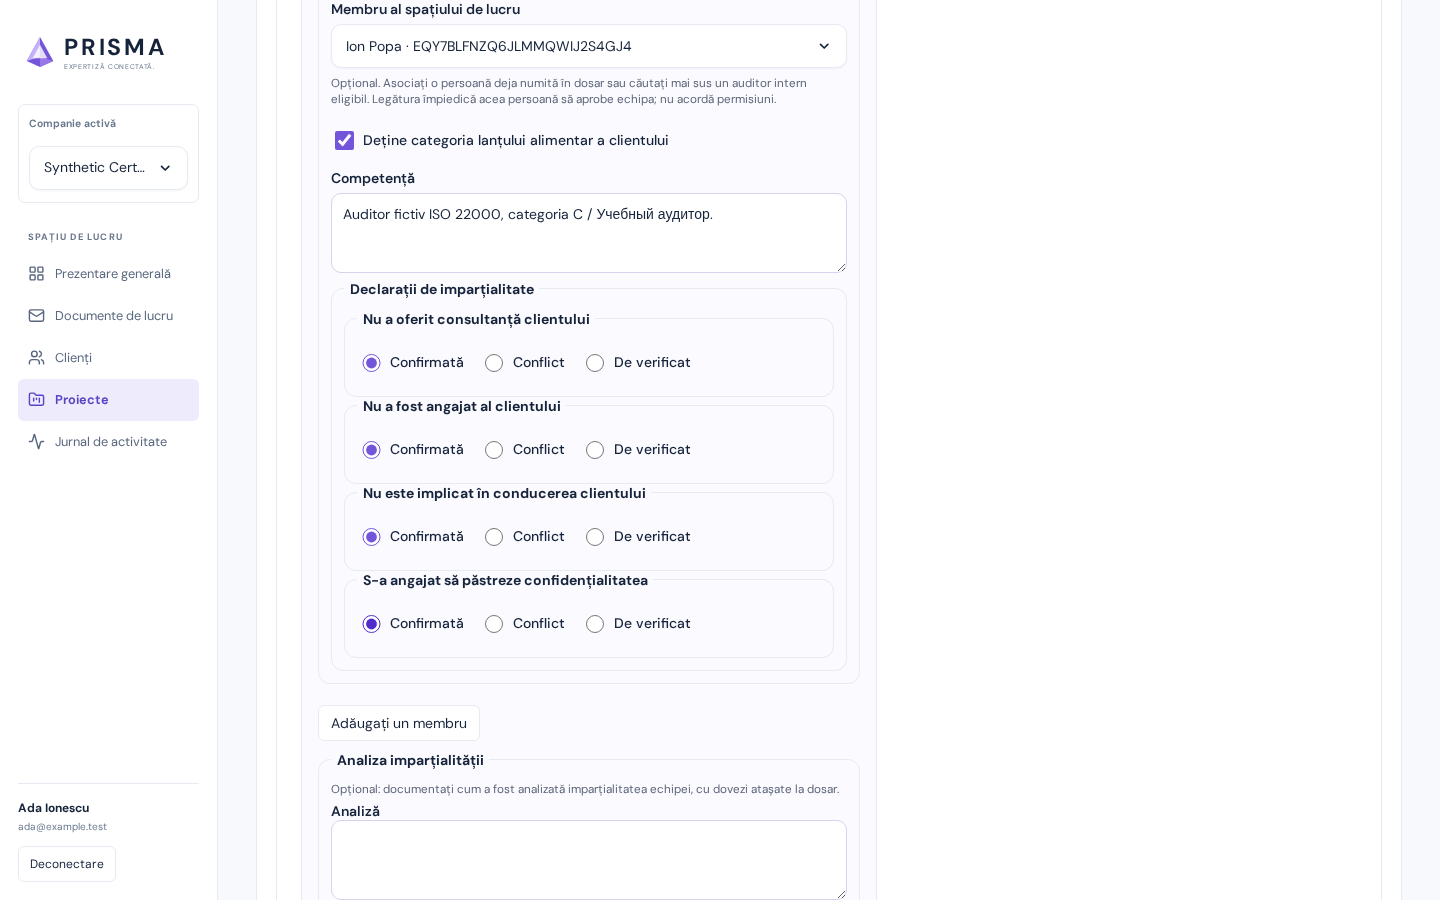 PRISMA
EXPERTIZĂ CONECTATĂ.
Companie activă
Synthetic Cert...
SPAȚIU DE LUCRU
Prezentare generală
Documente de lucru
Clienți
Proiecte
Jurnal de activitate
Ada Ionescu
ada@example.test
Deconectare
Membru al spațiului de lucru
Ion Popa · EQY7BLFNZQ6JLMMQWIJ2S4GJ4
Opțional. Asociați o persoană deja numită în dosar sau căutați mai sus un auditor intern
eligibil. Legătura împiedică acea persoană să aprobe echipa; nu acordă permisiuni.
Deține categoria lanțului alimentar a clientului
Competență
Auditor fictiv ISO 22000, categoria C / Учебный аудитор.
Declarații de imparțialitate
Nu a oferit consultanță clientului
Confirmată Conflict De verificat
Nu a fost angajat al clientului
Confirmată Conflict De verificat
Nu este implicat în conducerea clientului
Confirmată Conflict De verificat
S-a angajat să păstreze confidențialitatea
Confirmată Conflict De verificat
Adăugați un membru
Analiza imparțialității
Opțional: documentați cum a fost analizată imparțialitatea echipei, cu dovezi atașate la dosar.
Analiză